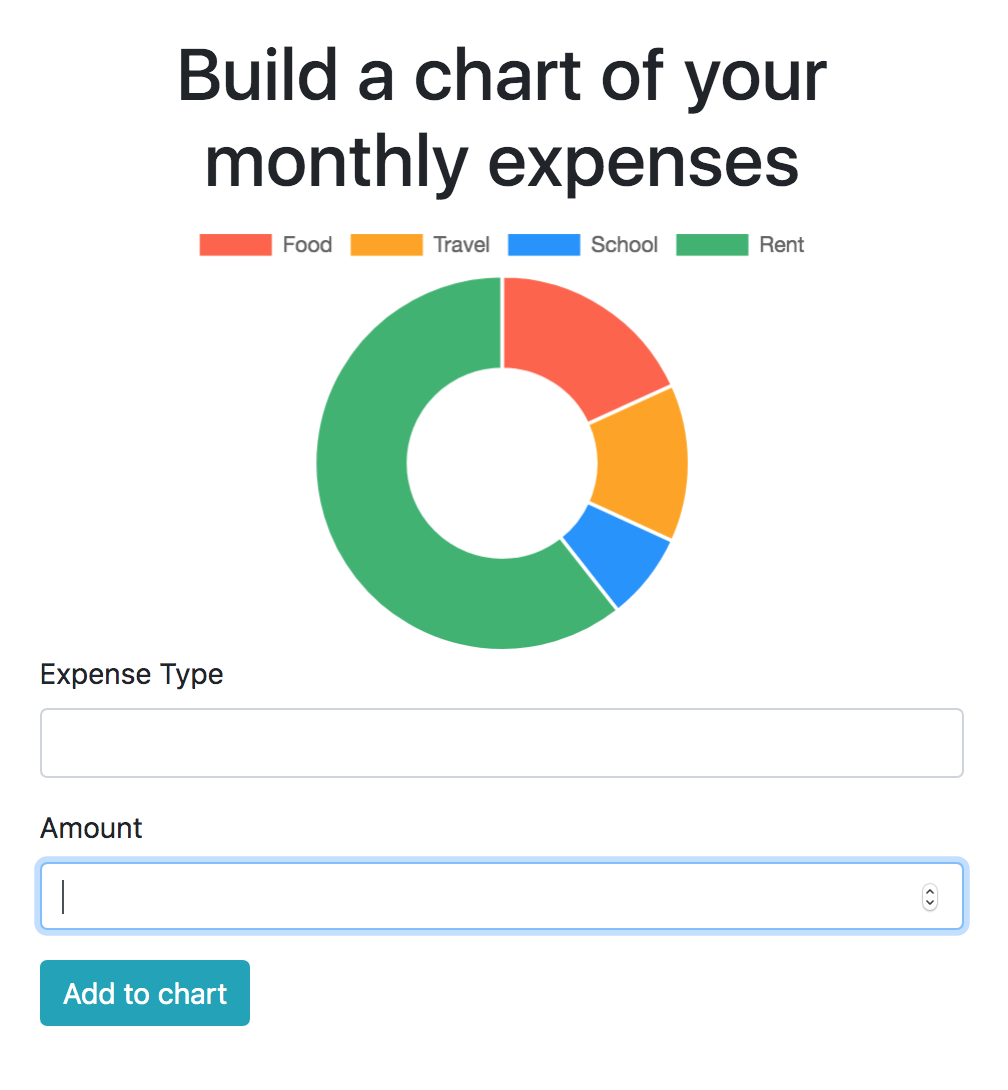 Build a chart of your
monthly expenses
Food Travel School Rent
Expense Type
Amount
Add to chart